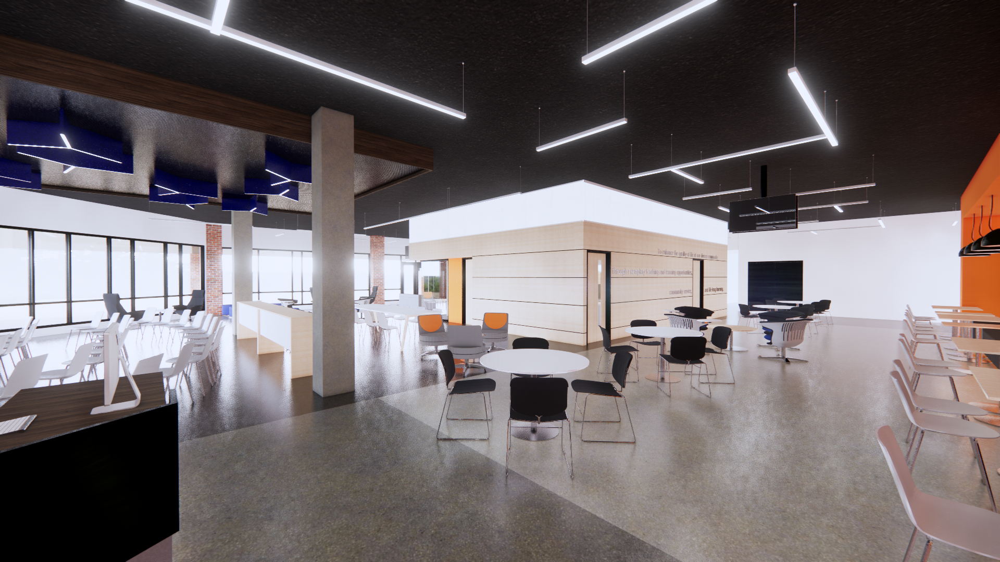 To enhance the quality of life of our diverse community
through exemplary teaching and learning opportunities,
community service,
and life-long learning.